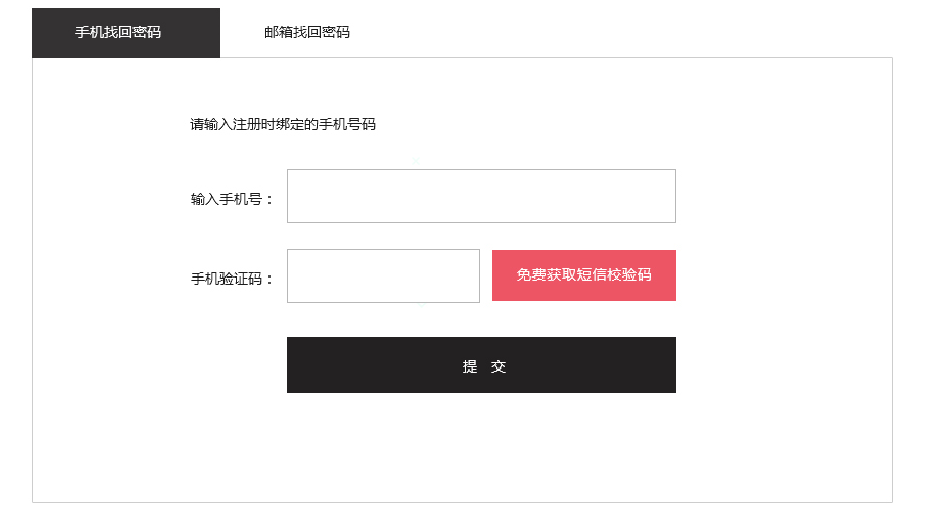 手机找回密码 邮箱找回密码
请输入注册时绑定的手机号码
输入手机号：
手机验证码： 免费获取短信校验码
提 交